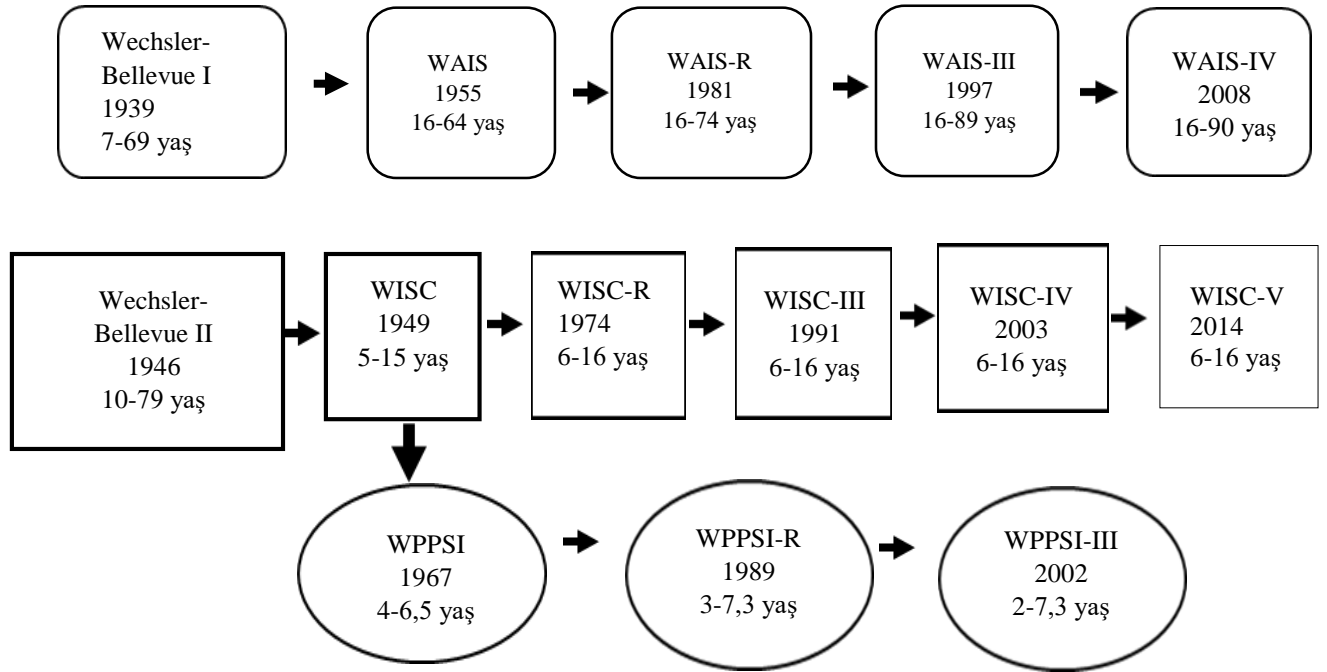 Wechsler-
Bellevue I
1939
7-69 yaş
WAIS
1955
16-64 yaş
WAIS-R
1981
16-74 yaş
WAIS-III
1997
16-89 yaş
WAIS-IV
2008
16-90 yaş
Wechsler-
Bellevue II
1946
10-79 yaş
WISC
1949
5-15 yaş
WISC-R
1974
6-16 yaş
WISC-III
1991
6-16 yaş
WISC-IV
2003
6-16 yaş
WISC-V
2014
6-16 yaş
WPPSI
1967
4-6,5 yaş
WPPSI-R
1989
3-7,3 yaş
WPPSI-III
2002
2-7,3 yaş